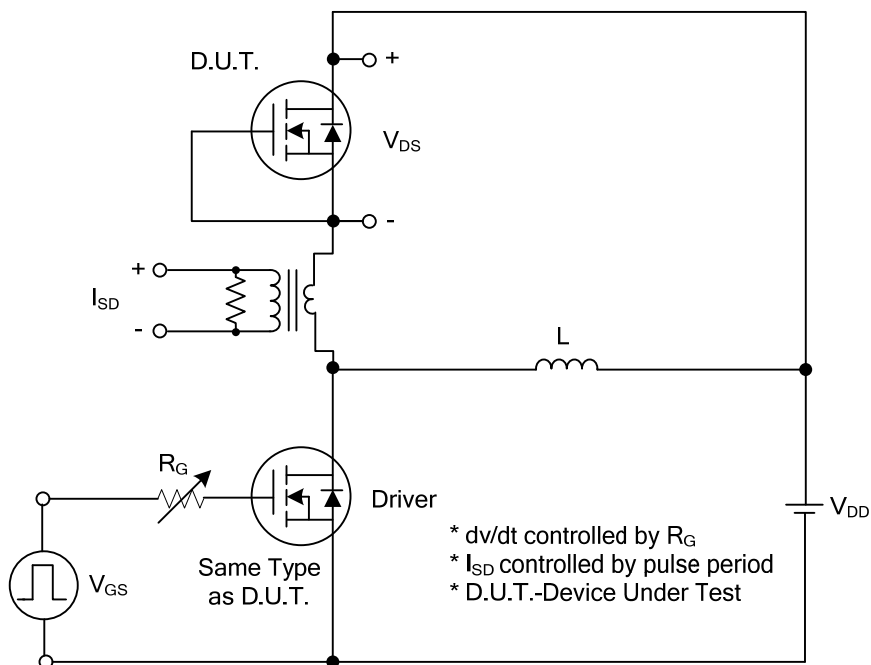 D.U.T.
+
V_DS
-
+
I_SD
-
L
R_G
Driver
V_DD
V_GS
Same Type
as D.U.T.
* dv/dt controlled by R_G
* I_SD controlled by pulse period
* D.U.T.-Device Under Test